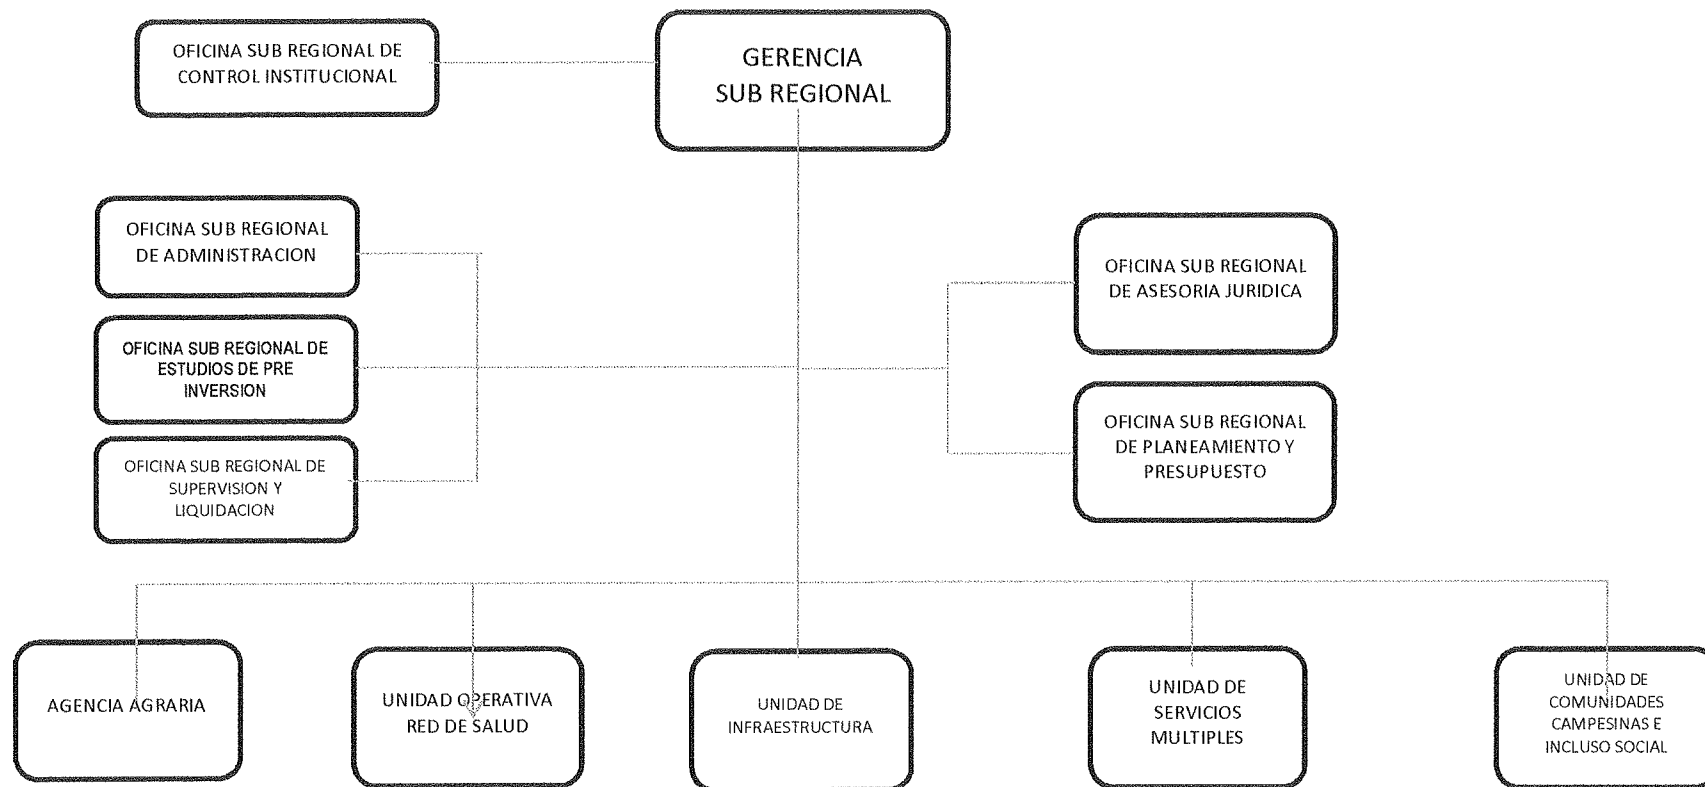 OFICINA SUB REGIONAL DE
CONTROL INSTITUCIONAL
GERENCIA
SUB REGIONAL
OFICINA SUB REGIONAL
DE ADMINISTRACION
OFICINA SUB REGIONAL DE
ESTUDIOS DE PRE
INVERSION
OFICINA SUB REGIONAL DE
SUPERVISION Y
LIQUIDACION
OFICINA SUB REGIONAL
DE ASESORIA JURIDICA
OFICINA SUB REGIONAL
DE PLANEAMIENTO Y
PRESUPUESTO
AGENCIA AGRARIA
UNIDAD OPERATIVA
RED DE SALUD
UNIDAD DE
INFRAESTRUCTURA
UNIDAD DE
SERVICIOS
MULTIPLES
UNIDAD DE
COMUNIDADES
CAMPESINAS E
INCLUSO SOCIAL